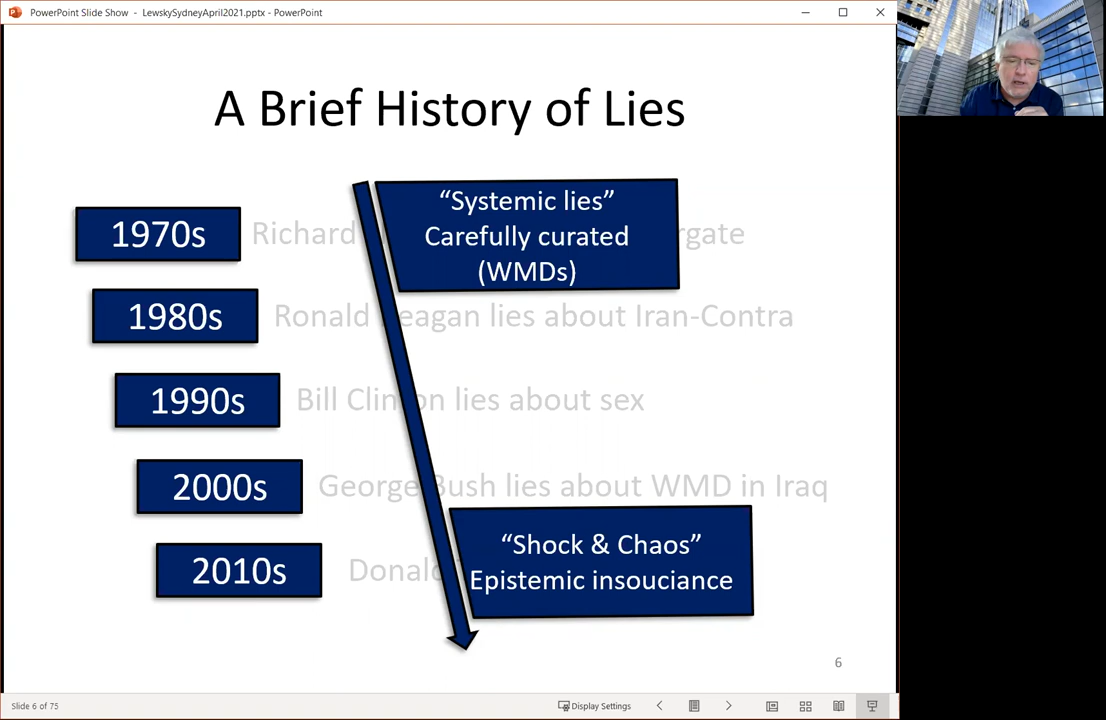 PowerPoint Slide Show - LewskySydneyApril2021.pptx - PowerPoint
A Brief History of Lies
"Systemic lies"
Carefully curated
(WMDs)
1970s Richard rgate
1980s Ronald eagan lies about Iran-Contra
1990s Bill Clin on lies about sex
2000s George Bush lies about WMD in Iraq
"Shock & Chaos"
Epistemic insouciance
2010s Donal
6
Slide 6 of 75
Display Settings